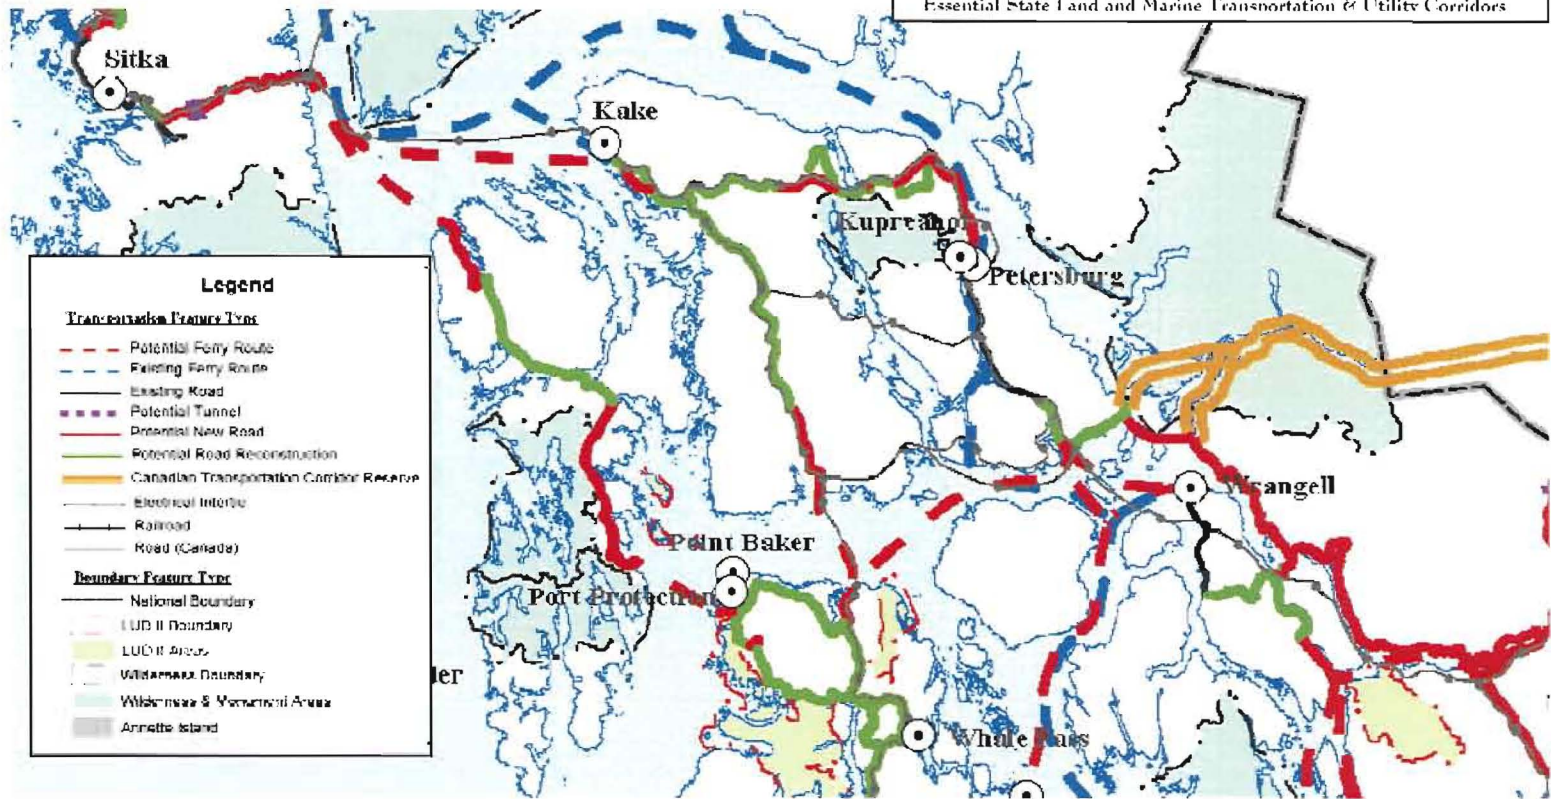 Essential State Land and Marine Transportation & Utility Corridors
Sitka
Kake
Kupreanof
Petersburg
Legend
Transportation Feature Type
Potential Ferry Route
Existing Ferry Route
Existing Road
Potential Tunnel
Potential New Road
Potential Road Reconstruction
Canadian Transportation Corridor Reserve
Electrical Intertie
Railroad
Road (Canada)
Boundary Feature Type
National Boundary
LUD II Boundary
LUD II Areas
Wilderness Boundary
Wilderness & Monument Areas
Annette Island
Wrangell
Point Baker
Port Protection
der
Whale Pass